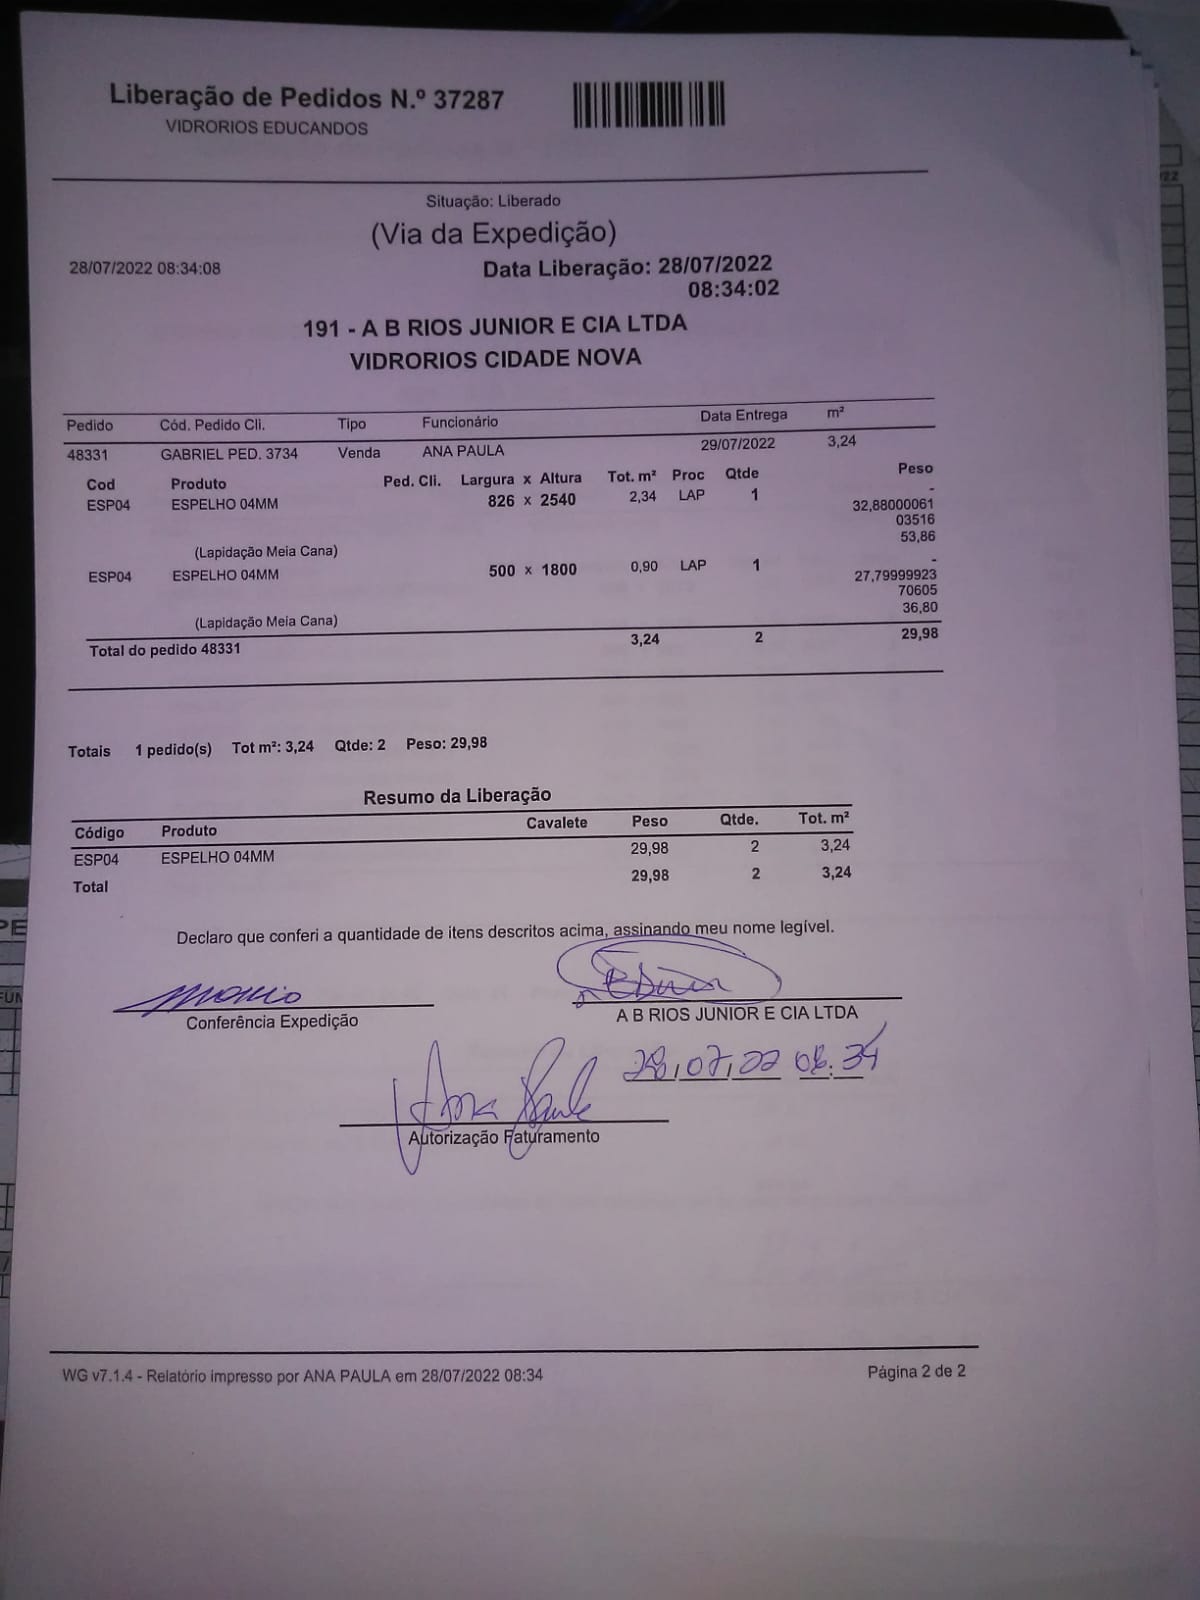 Liberação de Pedidos N.º 37287
VIDRORIOS EDUCANDOS
Situação: Liberado
(Via da Expedição)
28/07/2022 08:34:08 Data Liberação: 28/07/2022
08:34:02
191 - A B RIOS JUNIOR E CIA LTDA
VIDRORIOS CIDADE NOVA
Pedido Cód. Pedido Cli. Tipo Funcionário Data Entrega m²
48331 GABRIEL PED. 3734 Venda ANA PAULA 29/07/2022 3,24
Cod Produto Ped. Cli. Largura x Altura Tot. m² Proc Qtde Peso
ESP04 ESPELHO 04MM 826 x 2540 2,34 LAP 1 -
32,88000061
03516
53,86
(Lapidação Meia Cana)
ESP04 ESPELHO 04MM 500 x 1800 0,90 LAP 1 -
27,79999923
70605
36,80
(Lapidação Meia Cana)
Total do pedido 48331 3,24 2 29,98
Totais 1 pedido(s) Tot m²: 3,24 Qtde: 2 Peso: 29,98
Resumo da Liberação
Código Produto Cavalete Peso Qtde. Tot. m²
ESP04 ESPELHO 04MM 29,98 2 3,24
Total 29,98 2 3,24
Declaro que conferi a quantidade de itens descritos acima, assinando meu nome legível.
Conferência Expedição A B RIOS JUNIOR E CIA LTDA
28,07,22 08:34
Ana Paula
Autorização Faturamento
WG v7.1.4 - Relatório impresso por ANA PAULA em 28/07/2022 08:34 Página 2 de 2